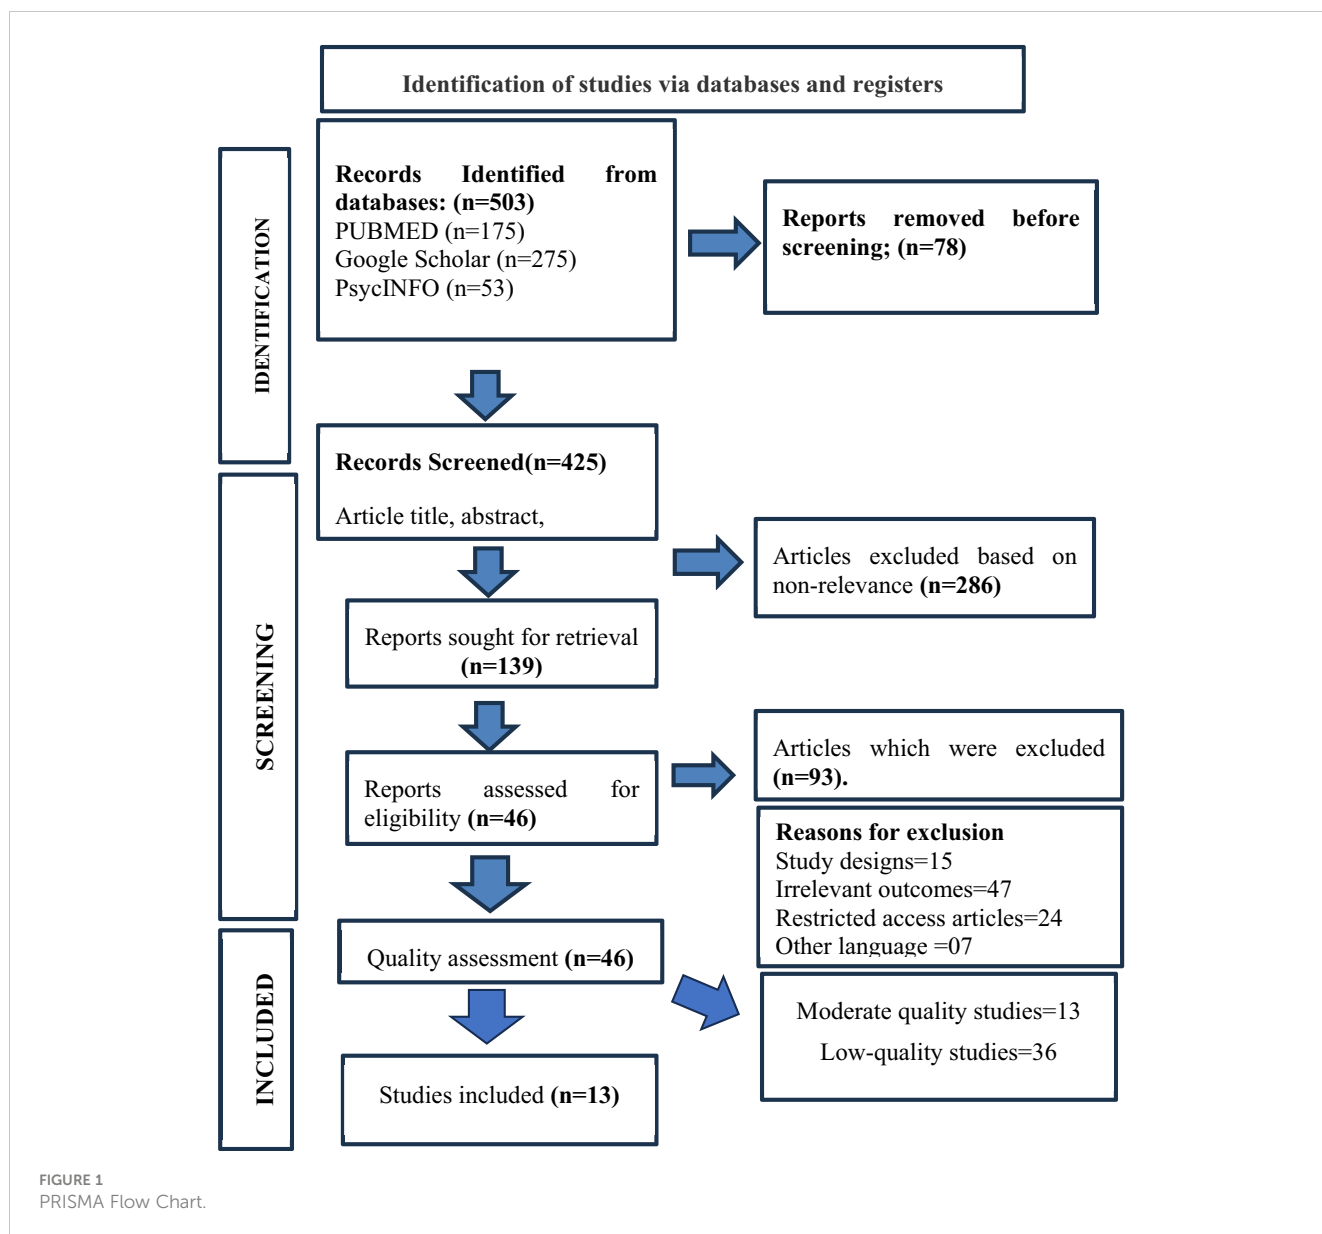 Identification of studies via databases and registers
IDENTIFICATION
Records Identified from
databases: (n=503)
PUBMED (n=175)
Google Scholar (n=275)
PsycINFO (n=53)
Reports removed before
screening; (n=78)
Records Screened(n=425)
Article title, abstract,
SCREENING
Articles excluded based on
non-relevance (n=286)
Reports sought for retrieval
(n=139)
Reports assessed for
eligibility (n=46)
Articles which were excluded
(n=93).
Reasons for exclusion
Study designs=15
Irrelevant outcomes=47
Restricted access articles=24
Other language =07
INCLUDED
Quality assessment (n=46)
Moderate quality studies=13
Low-quality studies=36
Studies included (n=13)
FIGURE 1
PRISMA Flow Chart.